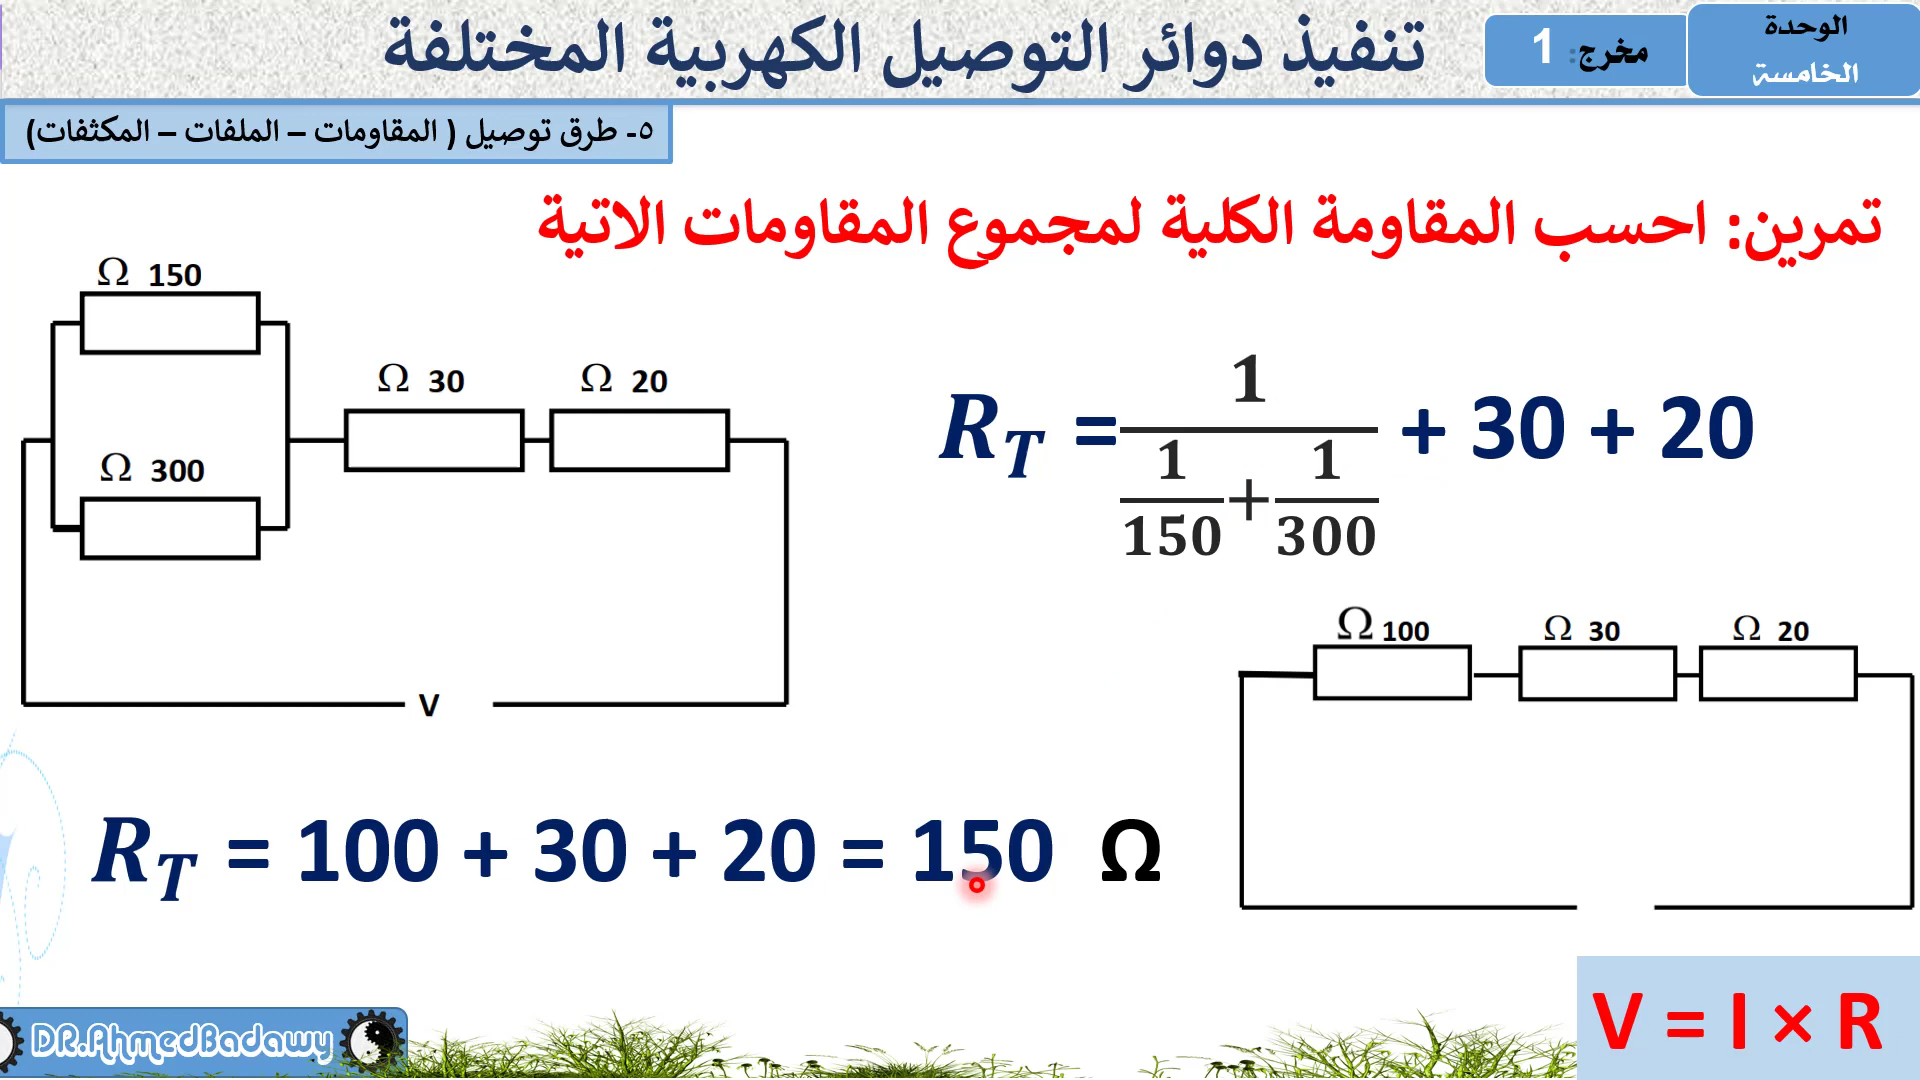 الوحدة
الخامسة
مخرج: 1
تنفيذ دوائر التوصيل الكهربية المختلفة
٥- طرق توصيل ( المقاومات – الملفات – المكثفات)
تمرين: احسب المقاومة الكلية لمجموع المقاومات الاتية
Ω 150
Ω 30
Ω 20
Ω 300
V
R_T = 1 / (1/150 + 1/300) + 30 + 20
Ω 100
Ω 30
Ω 20
R_T = 100 + 30 + 20 = 150 Ω
V = I × R
DR.AhmedBadawy